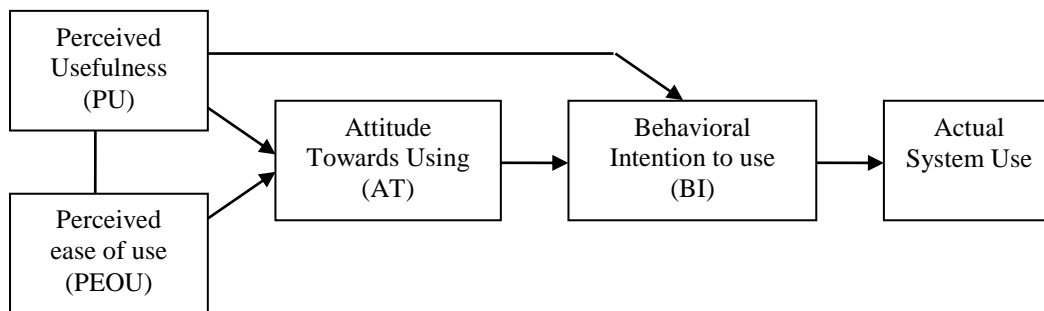 Perceived
Usefulness
(PU)
Perceived
ease of use
(PEOU)
Attitude
Towards Using
(AT)
Behavioral
Intention to use
(BI)
Actual
System Use